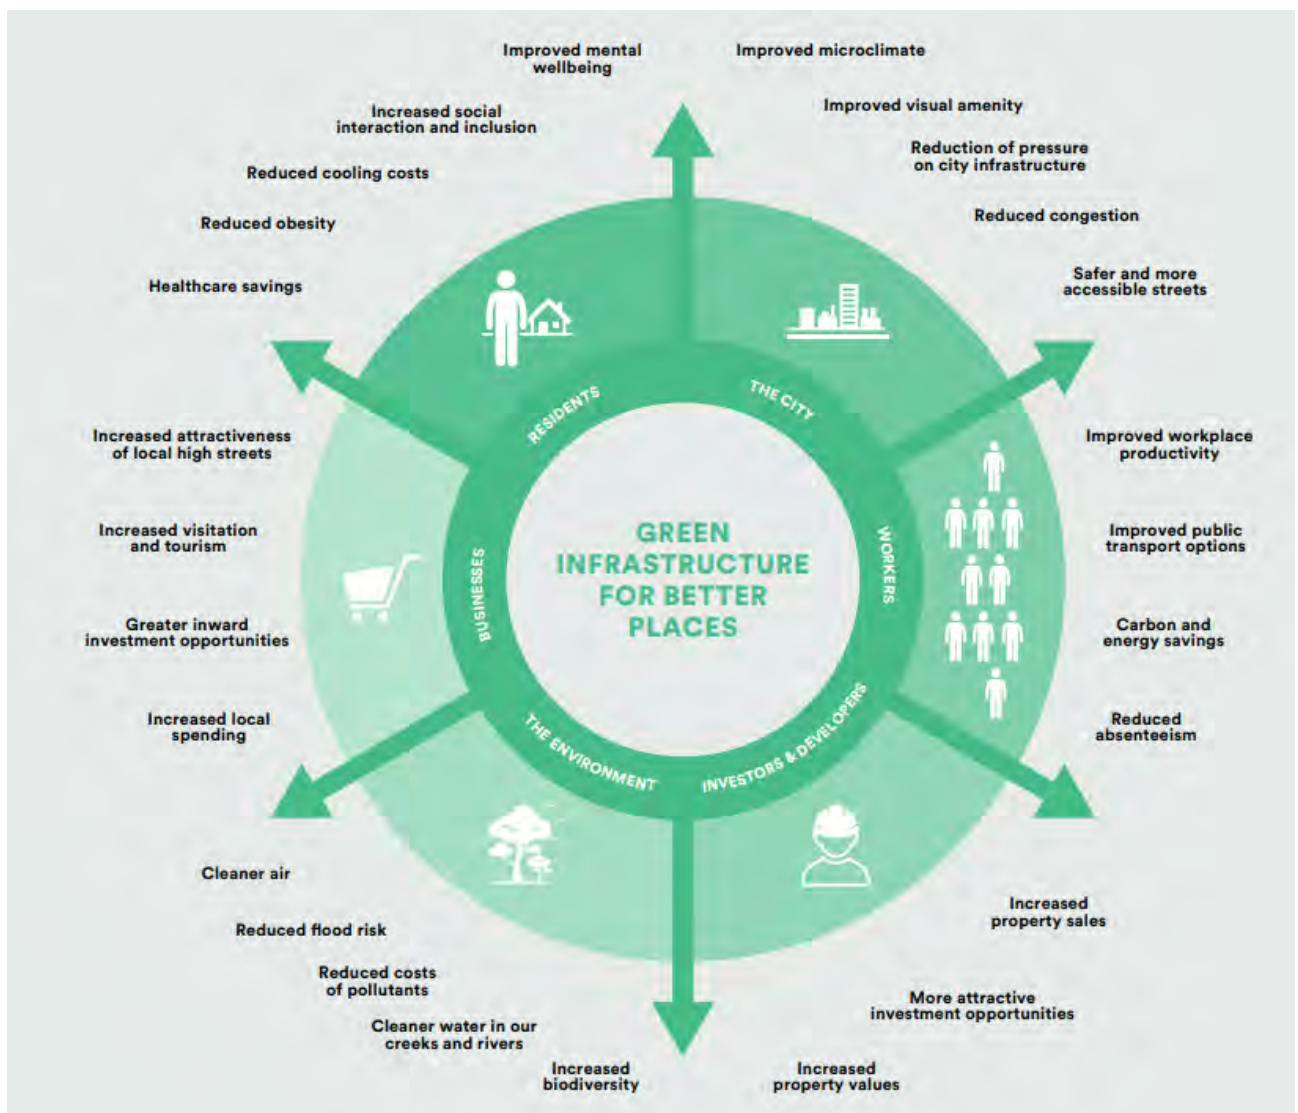 Improved mental
wellbeing
Improved microclimate
Increased social
interaction and inclusion
Improved visual amenity
Reduced cooling costs
Reduction of pressure
on city infrastructure
Reduced obesity
Reduced congestion
Healthcare savings
Safer and more
accessible streets
RESIDENTS
THE CITY
Increased attractiveness
of local high streets
Improved workplace
productivity
Increased visitation
and tourism
GREEN
INFRASTRUCTURE
FOR BETTER
PLACES
BUSINESSES
WORKERS
Improved public
transport options
Greater inward
investment opportunities
Carbon and
energy savings
Increased local
spending
Reduced
absenteeism
THE ENVIRONMENT
INVESTORS & DEVELOPERS
Cleaner air
Increased
property sales
Reduced flood risk
Reduced costs
of pollutants
More attractive
investment opportunities
Cleaner water in our
creeks and rivers
Increased
biodiversity
Increased
property values